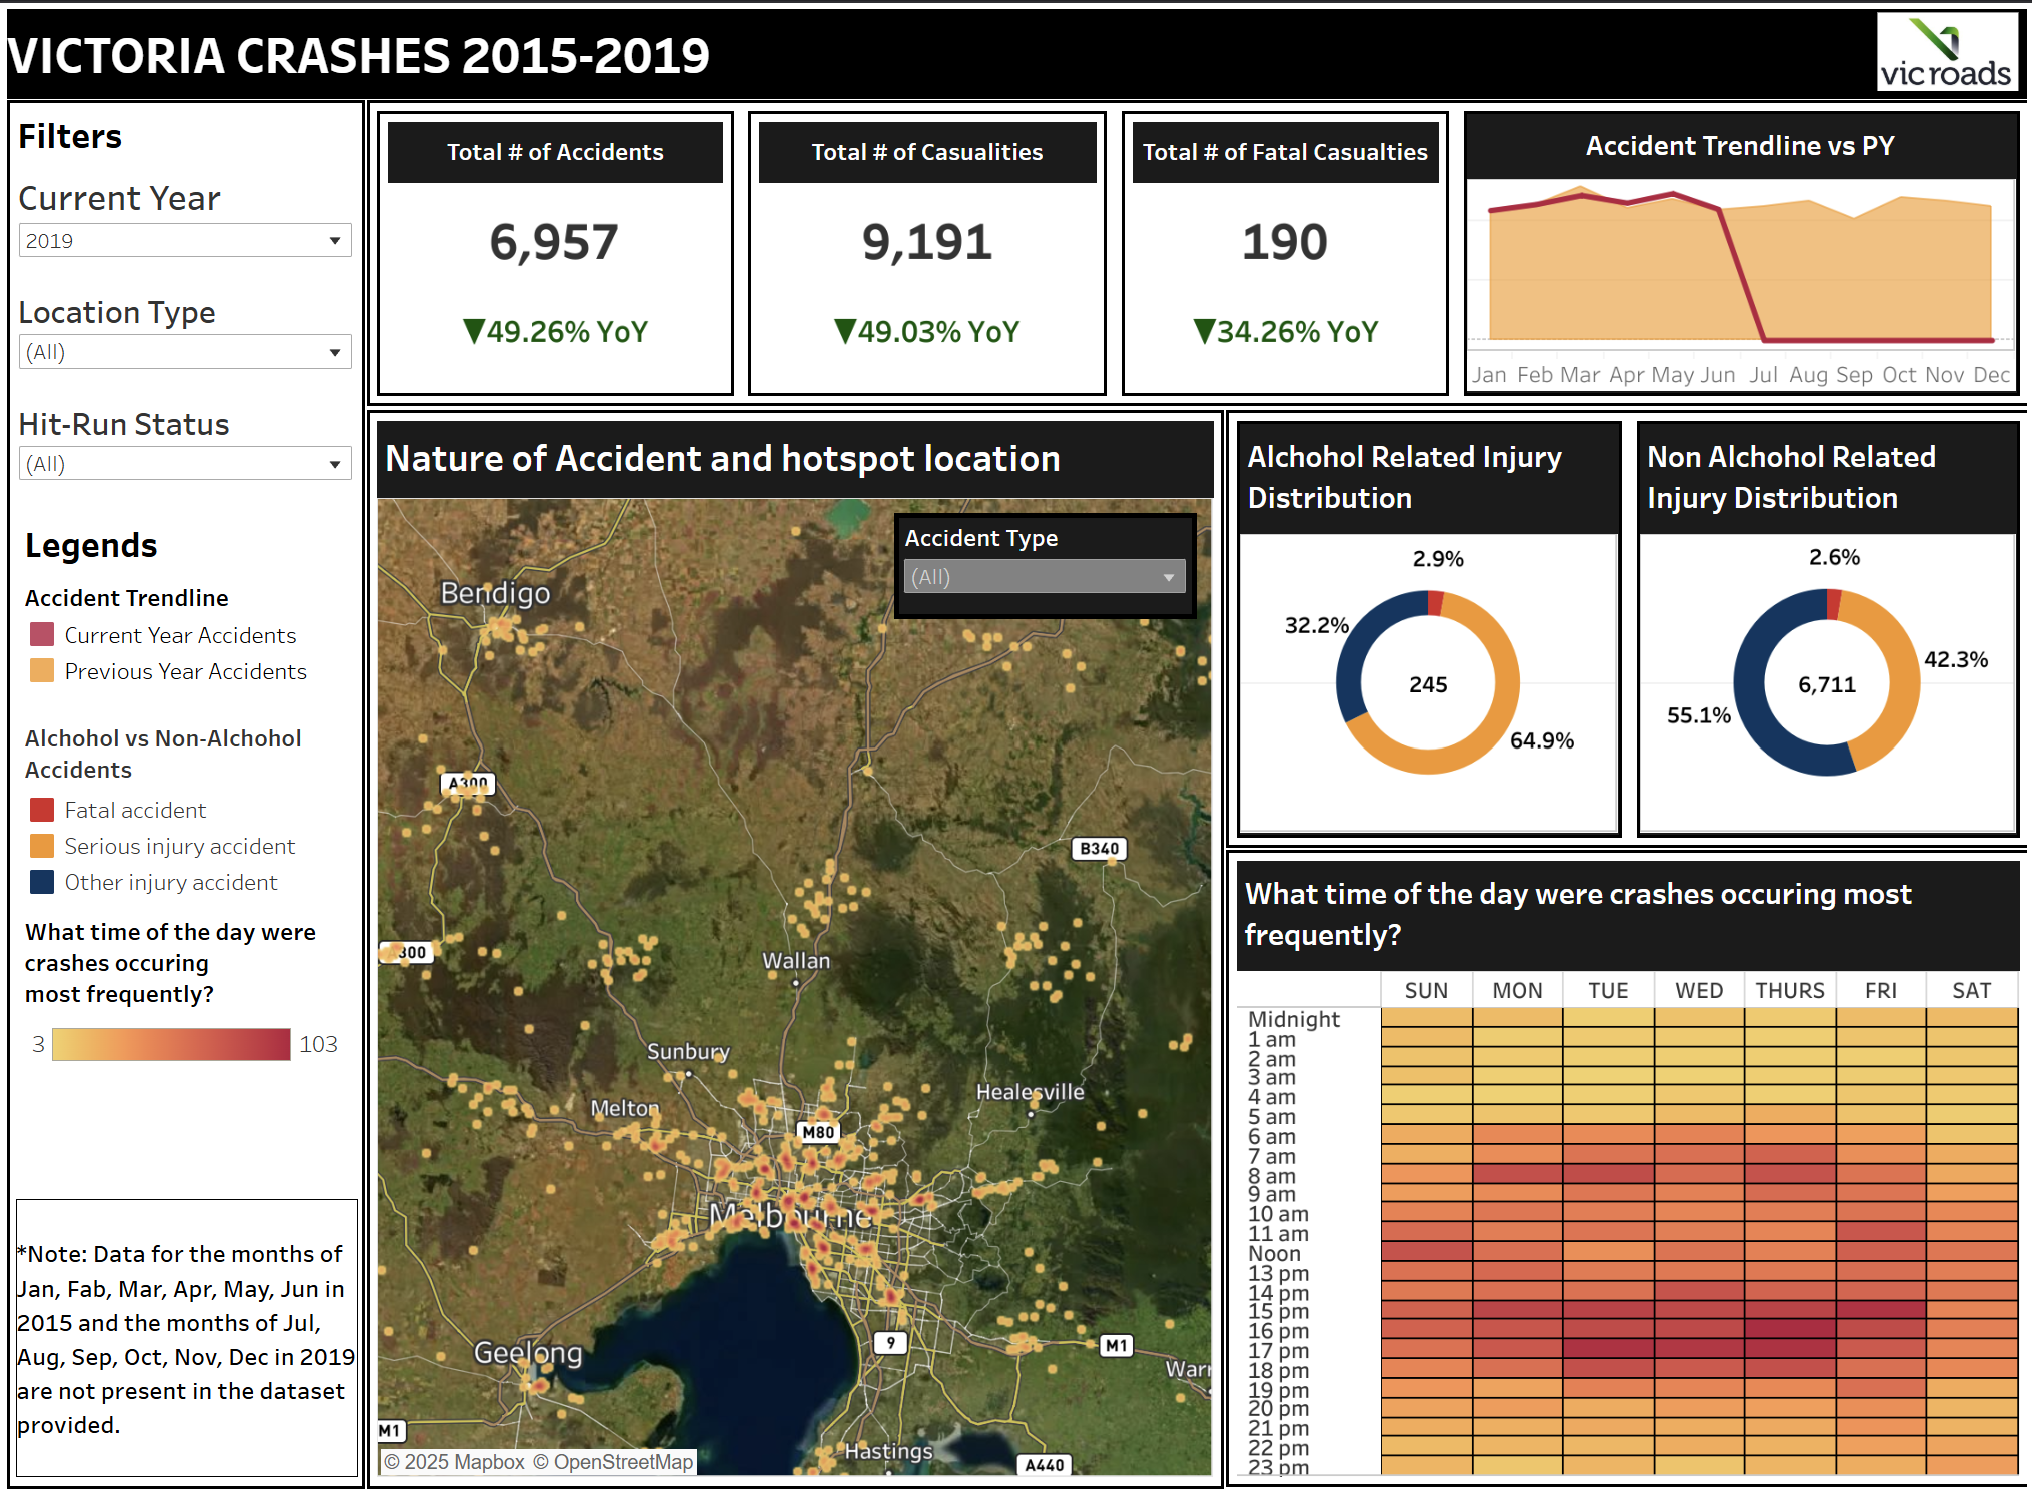 VICTORIA CRASHES 2015-2019
vic roads
Filters
Current Year
2019
Location Type
(All)
Hit-Run Status
(All)
Legends
Accident Trendline
Current Year Accidents
Previous Year Accidents
Alchohol vs Non-Alchohol
Accidents
Fatal accident
Serious injury accident
Other injury accident
What time of the day were
crashes occuring
most frequently?
3 103
*Note: Data for the months of
Jan, Fab, Mar, Apr, May, Jun in
2015 and the months of Jul,
Aug, Sep, Oct, Nov, Dec in 2019
are not present in the dataset
provided.
Total # of Accidents
6,957
▼49.26% YoY
Total # of Casualities
9,191
▼49.03% YoY
Total # of Fatal Casualties
190
▼34.26% YoY
Accident Trendline vs PY
Jan Feb Mar Apr May Jun Jul Aug Sep Oct Nov Dec
Nature of Accident and hotspot location
Accident Type
(All)
Bendigo
A300
B340
A300
Wallan
Sunbury
Healesville
Melton
M80
Melbourne
9
M1
Geelong
Warr
M1
Hastings
A440
© 2025 Mapbox © OpenStreetMap
Alchohol Related Injury
Distribution
2.9%
32.2%
245
64.9%
Non Alchohol Related
Injury Distribution
2.6%
42.3%
6,711
55.1%
What time of the day were crashes occuring most
frequently?
SUN MON TUE WED THURS FRI SAT
Midnight
1 am
2 am
3 am
4 am
5 am
6 am
7 am
8 am
9 am
10 am
11 am
Noon
13 pm
14 pm
15 pm
16 pm
17 pm
18 pm
19 pm
20 pm
21 pm
22 pm
23 pm